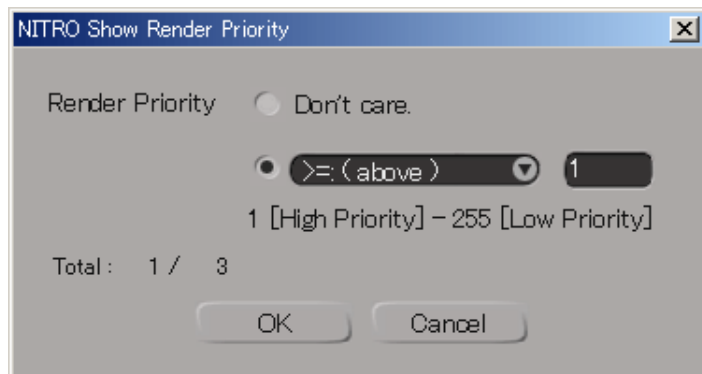 NITRO Show Render Priority
Render Priority Don't care.
>=:(above) 1
1 [High Priity] - 255 [Low Priority]
Total: 1 / 3
OK Cancel